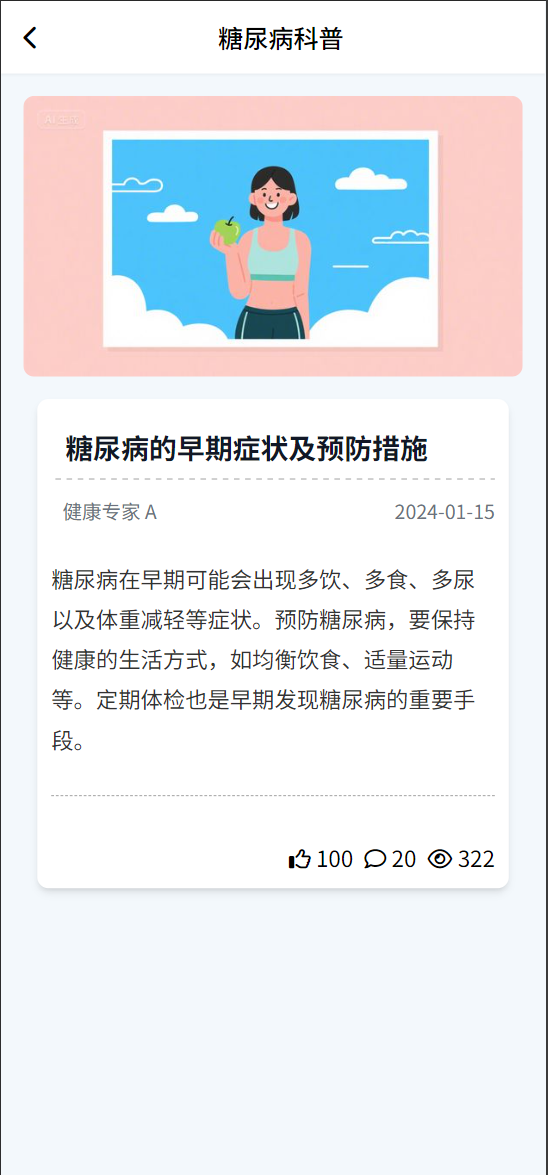 糖尿病科普
AI生成
糖尿病的早期症状及预防措施
健康专家 A
2024-01-15
糖尿病在早期可能会出现多饮、多食、多尿
以及体重减轻等症状。预防糖尿病，要保持
健康的生活方式，如均衡饮食、适量运动
等。定期体检也是早期发现糖尿病的重要手
段。
100 20 322